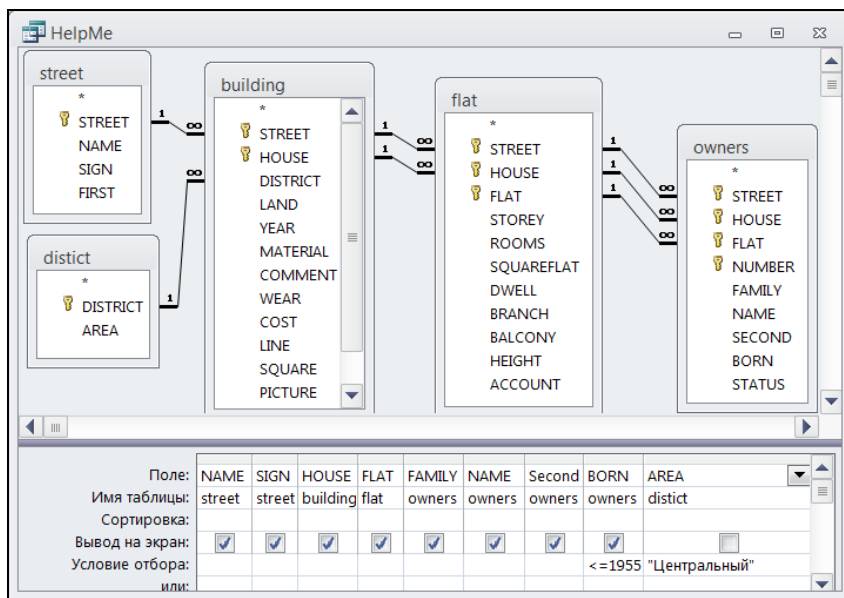 HelpMe
street
*
STREET
NAME
SIGN
FIRST
distict
*
DISTRICT
AREA
building
*
STREET
HOUSE
DISTRICT
LAND
YEAR
MATERIAL
COMMENT
WEAR
COST
LINE
SQUARE
PICTURE
flat
*
STREET
HOUSE
FLAT
STOREY
ROOMS
SQUAREFLAT
DWELL
BRANCH
BALCONY
HEIGHT
ACCOUNT
owners
*
STREET
HOUSE
FLAT
NUMBER
FAMILY
NAME
SECOND
BORN
STATUS
1 ∞
1 ∞
1 ∞
1 ∞
1 ∞
1 ∞
1 ∞
Поле: NAME SIGN HOUSE FLAT FAMILY NAME Second BORN AREA
Имя таблицы: street street building flat owners owners owners owners distict
Сортировка:
Вывод на экран:
Условие отбора: <=1955 "Центральный"
или: